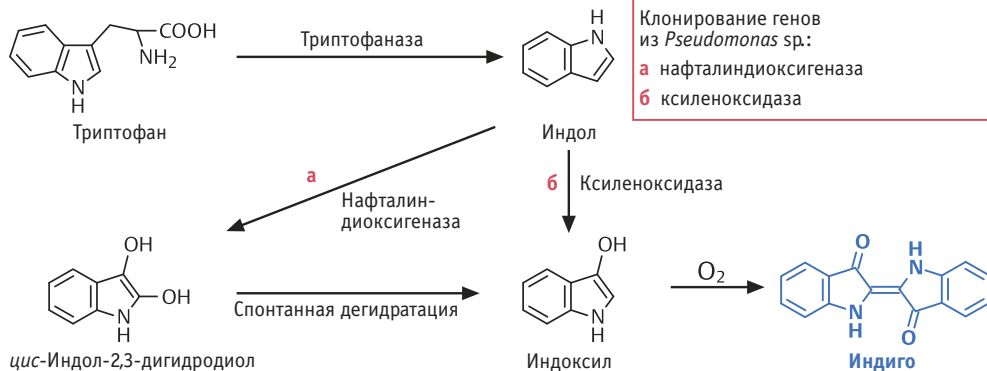 COOH
NH2
N
H
Триптофан
Триптофаназа
H
N
Индол
Клонирование генов
из Pseudomonas sp.:
а нафталиндиоксигеназа
б ксиленоксидаза
а
Нафталин-
диоксигеназа
б Ксиленоксидаза
OH
OH
N
H
цис-Индол-2,3-дигидродиол
Спонтанная дегидратация
OH
N
H
Индоксил
O2
O
H
N
N
H
O
Индиго